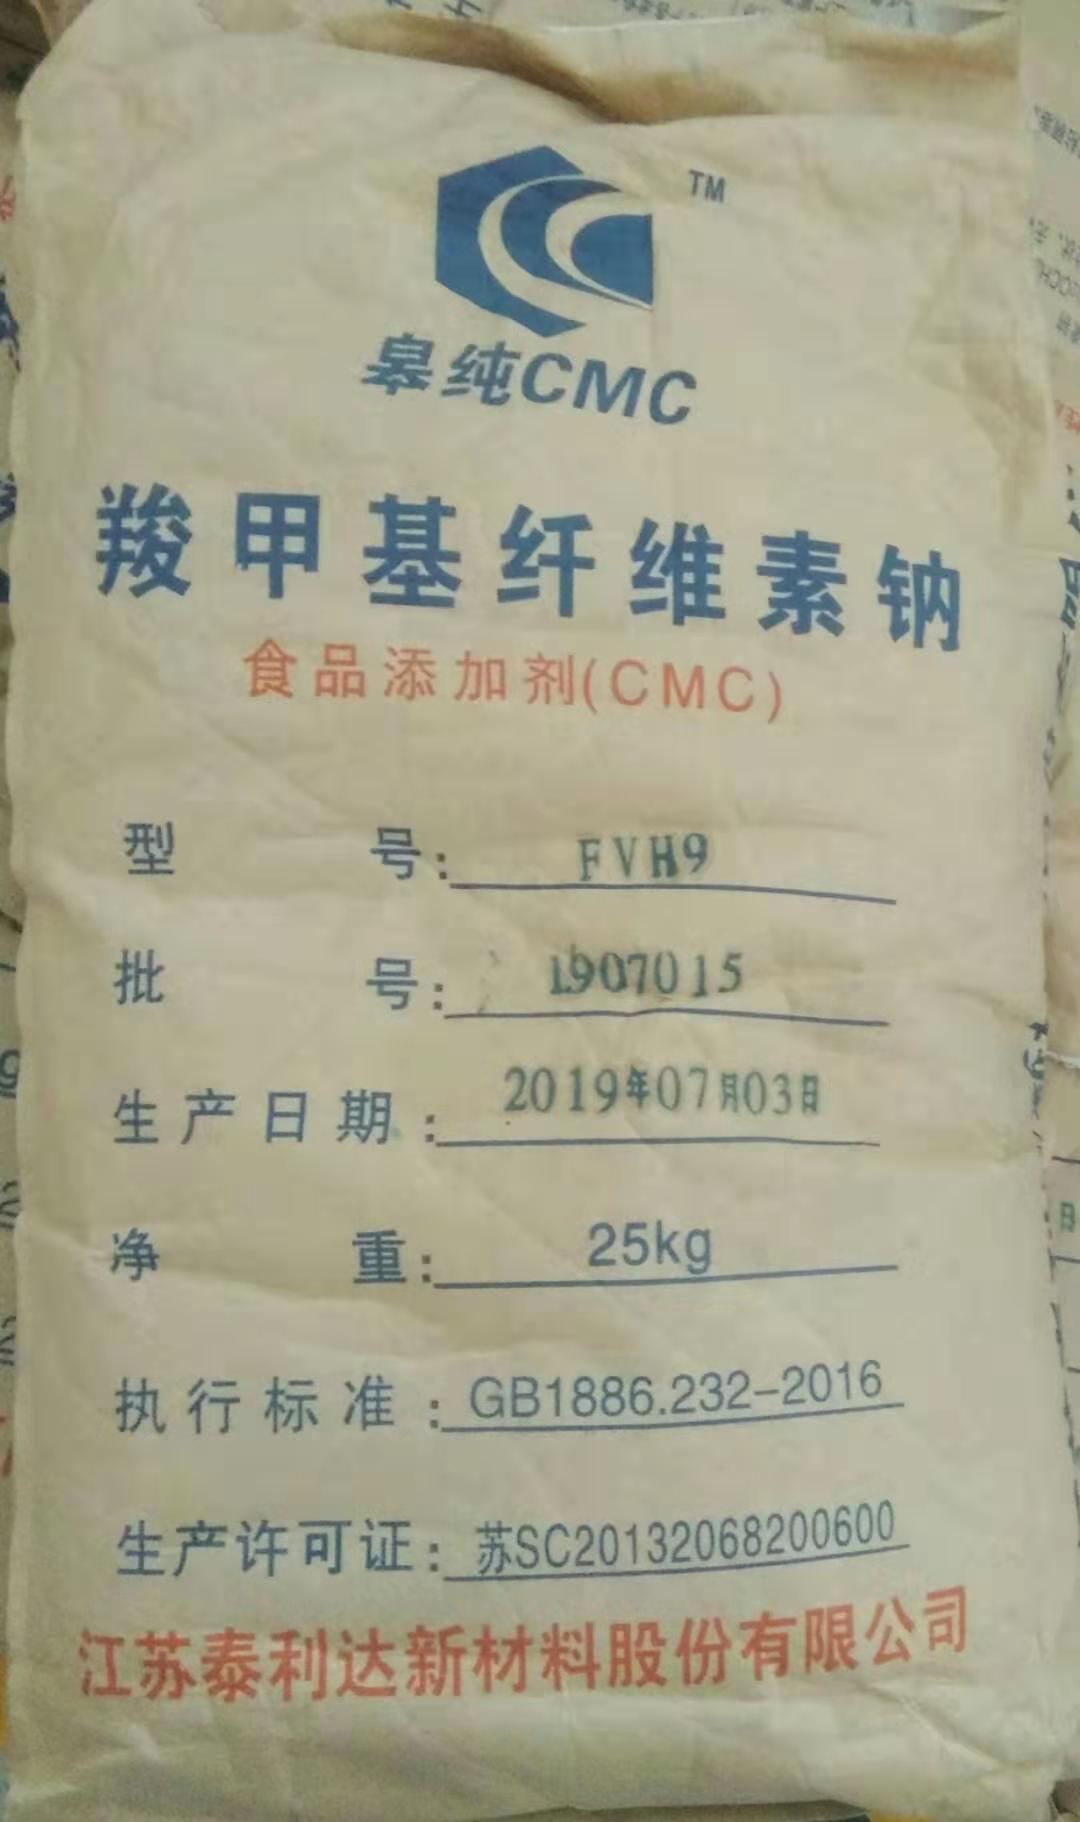 TM
皋纯CMC
羧甲基纤维素钠
食品添加剂(CMC)
型号: FVH9
批号: 1907015
生产日期: 2019年07月03日
净重: 25kg
执行标准: GB1886.232-2016
生产许可证: 苏SC20132068200600
江苏泰利达新材料股份有限公司